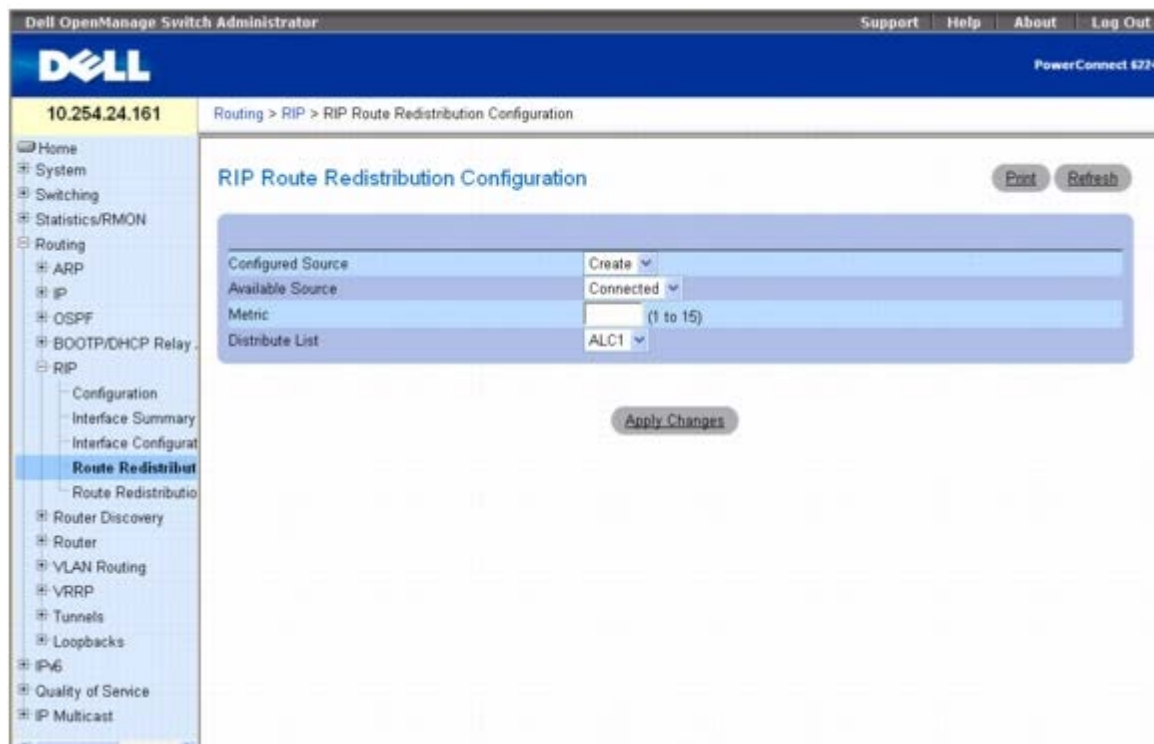 Dell OpenManage Switch Administrator
Support Help About Log Out
DELL
PowerConnect 6224
10.254.24.161
Routing > RIP > RIP Route Redistribution Configuration
Home
System
Switching
Statistics/RMON
Routing
ARP
IP
OSPF
BOOTP/DHCP Relay
RIP
Configuration
Interface Summary
Interface Configurat
Route Redistribut
Route Redistributio
Router Discovery
Router
VLAN Routing
VRRP
Tunnels
Loopbacks
IPv6
Quality of Service
IP Multicast
RIP Route Redistribution Configuration
Print Refresh
Configured Source Create
Available Source Connected
Metric (1 to 15)
Distribute List ALC1
Apply Changes